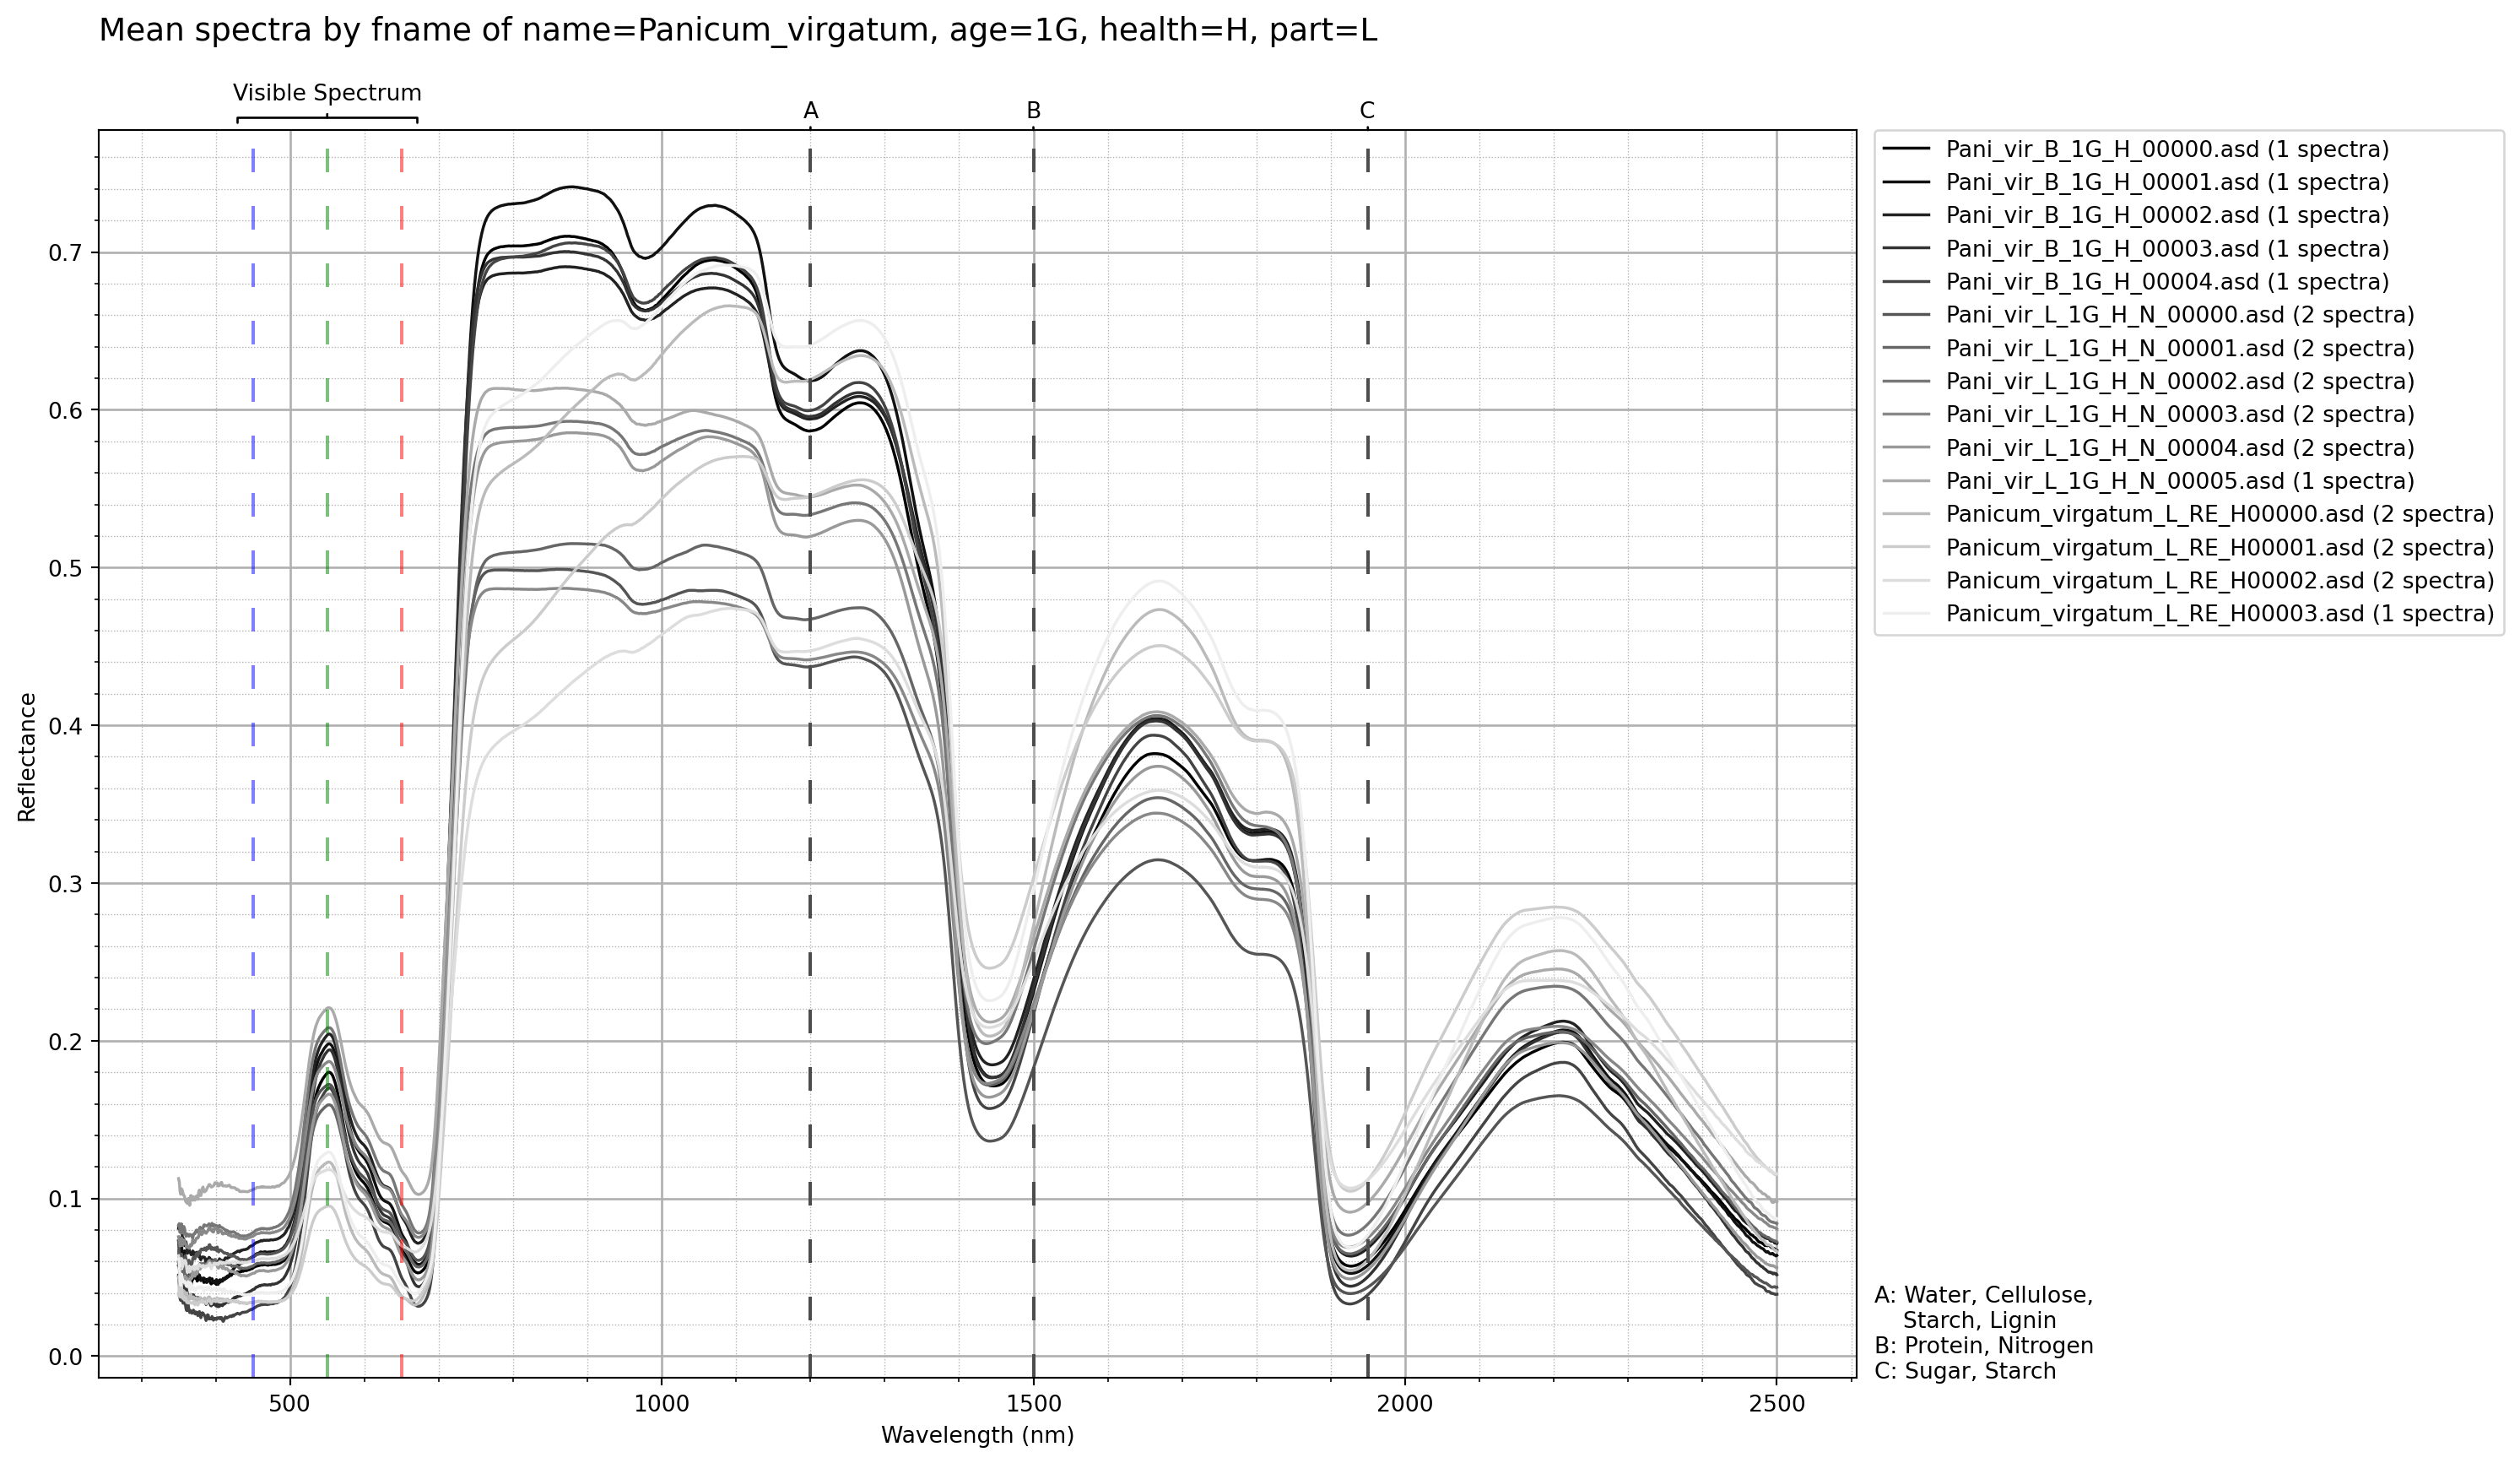 Mean spectra by fname of name=Panicum_virgatum, age=1G, health=H, part=L
Visible Spectrum
A
B
C
Reflectance
0.7
0.6
0.5
0.4
0.3
0.2
0.1
0.0
500
1000
1500
2000
2500
Wavelength (nm)
Pani_vir_B_1G_H_00000.asd (1 spectra)
Pani_vir_B_1G_H_00001.asd (1 spectra)
Pani_vir_B_1G_H_00002.asd (1 spectra)
Pani_vir_B_1G_H_00003.asd (1 spectra)
Pani_vir_B_1G_H_00004.asd (1 spectra)
Pani_vir_L_1G_H_N_00000.asd (2 spectra)
Pani_vir_L_1G_H_N_00001.asd (2 spectra)
Pani_vir_L_1G_H_N_00002.asd (2 spectra)
Pani_vir_L_1G_H_N_00003.asd (2 spectra)
Pani_vir_L_1G_H_N_00004.asd (2 spectra)
Pani_vir_L_1G_H_N_00005.asd (1 spectra)
Panicum_virgatum_L_RE_H00000.asd (2 spectra)
Panicum_virgatum_L_RE_H00001.asd (2 spectra)
Panicum_virgatum_L_RE_H00002.asd (2 spectra)
Panicum_virgatum_L_RE_H00003.asd (1 spectra)
A: Water, Cellulose,
Starch, Lignin
B: Protein, Nitrogen
C: Sugar, Starch